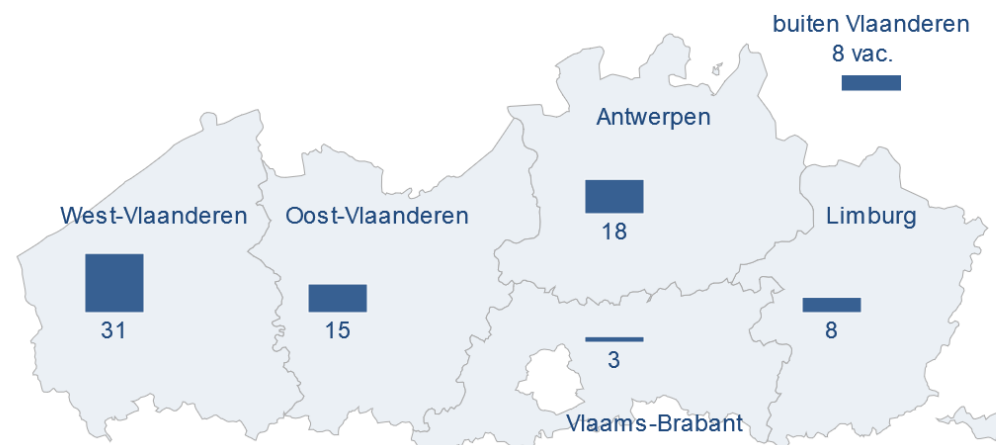 buiten Vlaanderen
8 vac.
Antwerpen
18
West-Vlaanderen
31
Oost-Vlaanderen
15
Limburg
8
3
Vlaams-Brabant